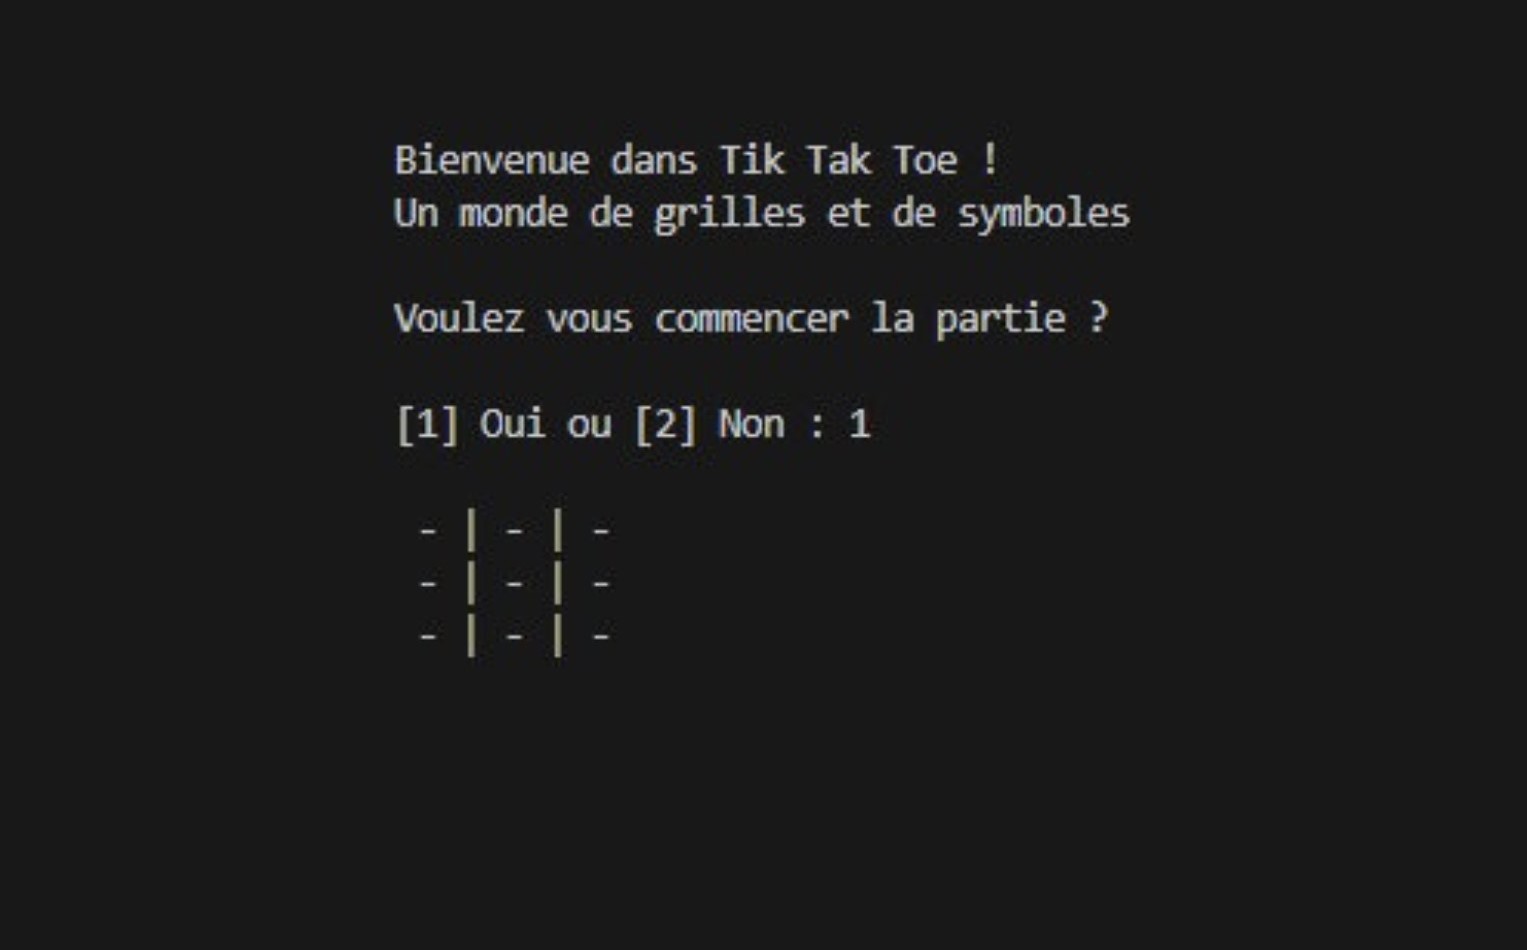 Bienvenue dans Tik Tak Toe !
Un monde de grilles et de symboles
Voulez vous commencer la partie ?
[1] Oui ou [2] Non : 1
- | - | -
- | - | -
- | - | -